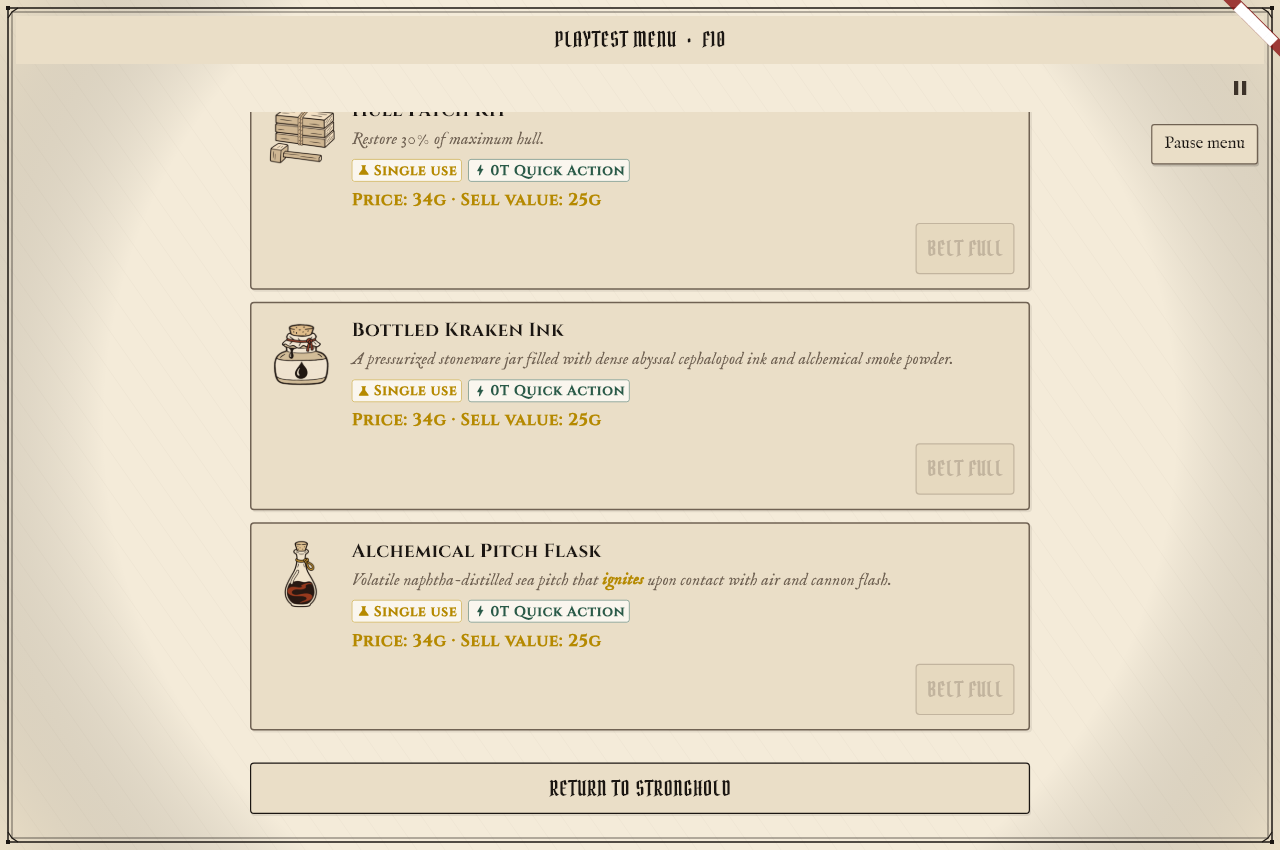 PLAYTEST MENU · F10
Pause menu
HULL PATCH KIT
Restore 30% of maximum hull.
SINGLE USE 0T QUICK ACTION
PRICE: 34G · SELL VALUE: 25G
BELT FULL
BOTTLED KRAKEN INK
A pressurized stoneware jar filled with dense abyssal cephalopod ink and alchemical smoke powder.
SINGLE USE 0T QUICK ACTION
PRICE: 34G · SELL VALUE: 25G
BELT FULL
ALCHEMICAL PITCH FLASK
Volatile naphtha-distilled sea pitch that ignites upon contact with air and cannon flash.
SINGLE USE 0T QUICK ACTION
PRICE: 34G · SELL VALUE: 25G
BELT FULL
RETURN TO STRONGHOLD